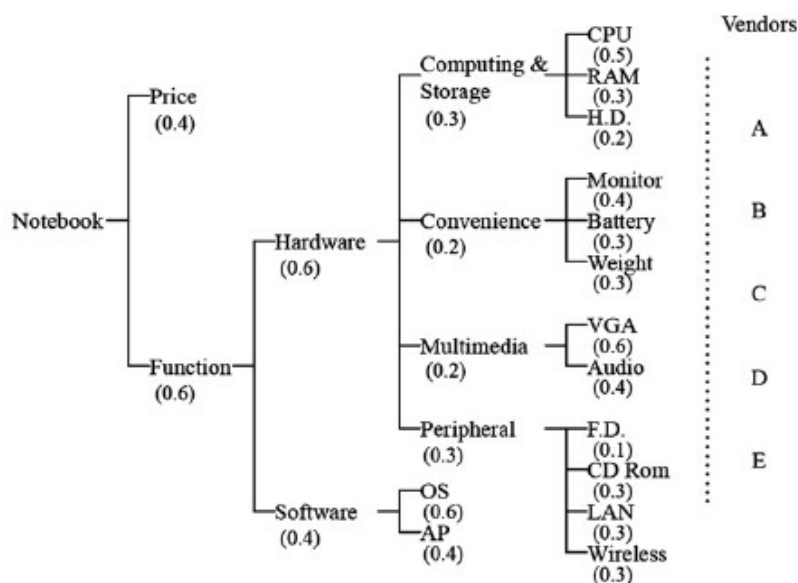 Vendors
Notebook
Price
(0.4)
Function
(0.6)
Hardware
(0.6)
Software
(0.4)
Computing &
Storage
(0.3)
CPU
(0.5)
RAM
(0.3)
H.D.
(0.2)
Convenience
(0.2)
Monitor
(0.4)
Battery
(0.3)
Weight
(0.3)
Multimedia
(0.2)
VGA
(0.6)
Audio
(0.4)
Peripheral
(0.3)
F.D.
(0.1)
CD Rom
(0.3)
LAN
(0.3)
Wireless
(0.3)
OS
(0.6)
AP
(0.4)
A
B
C
D
E